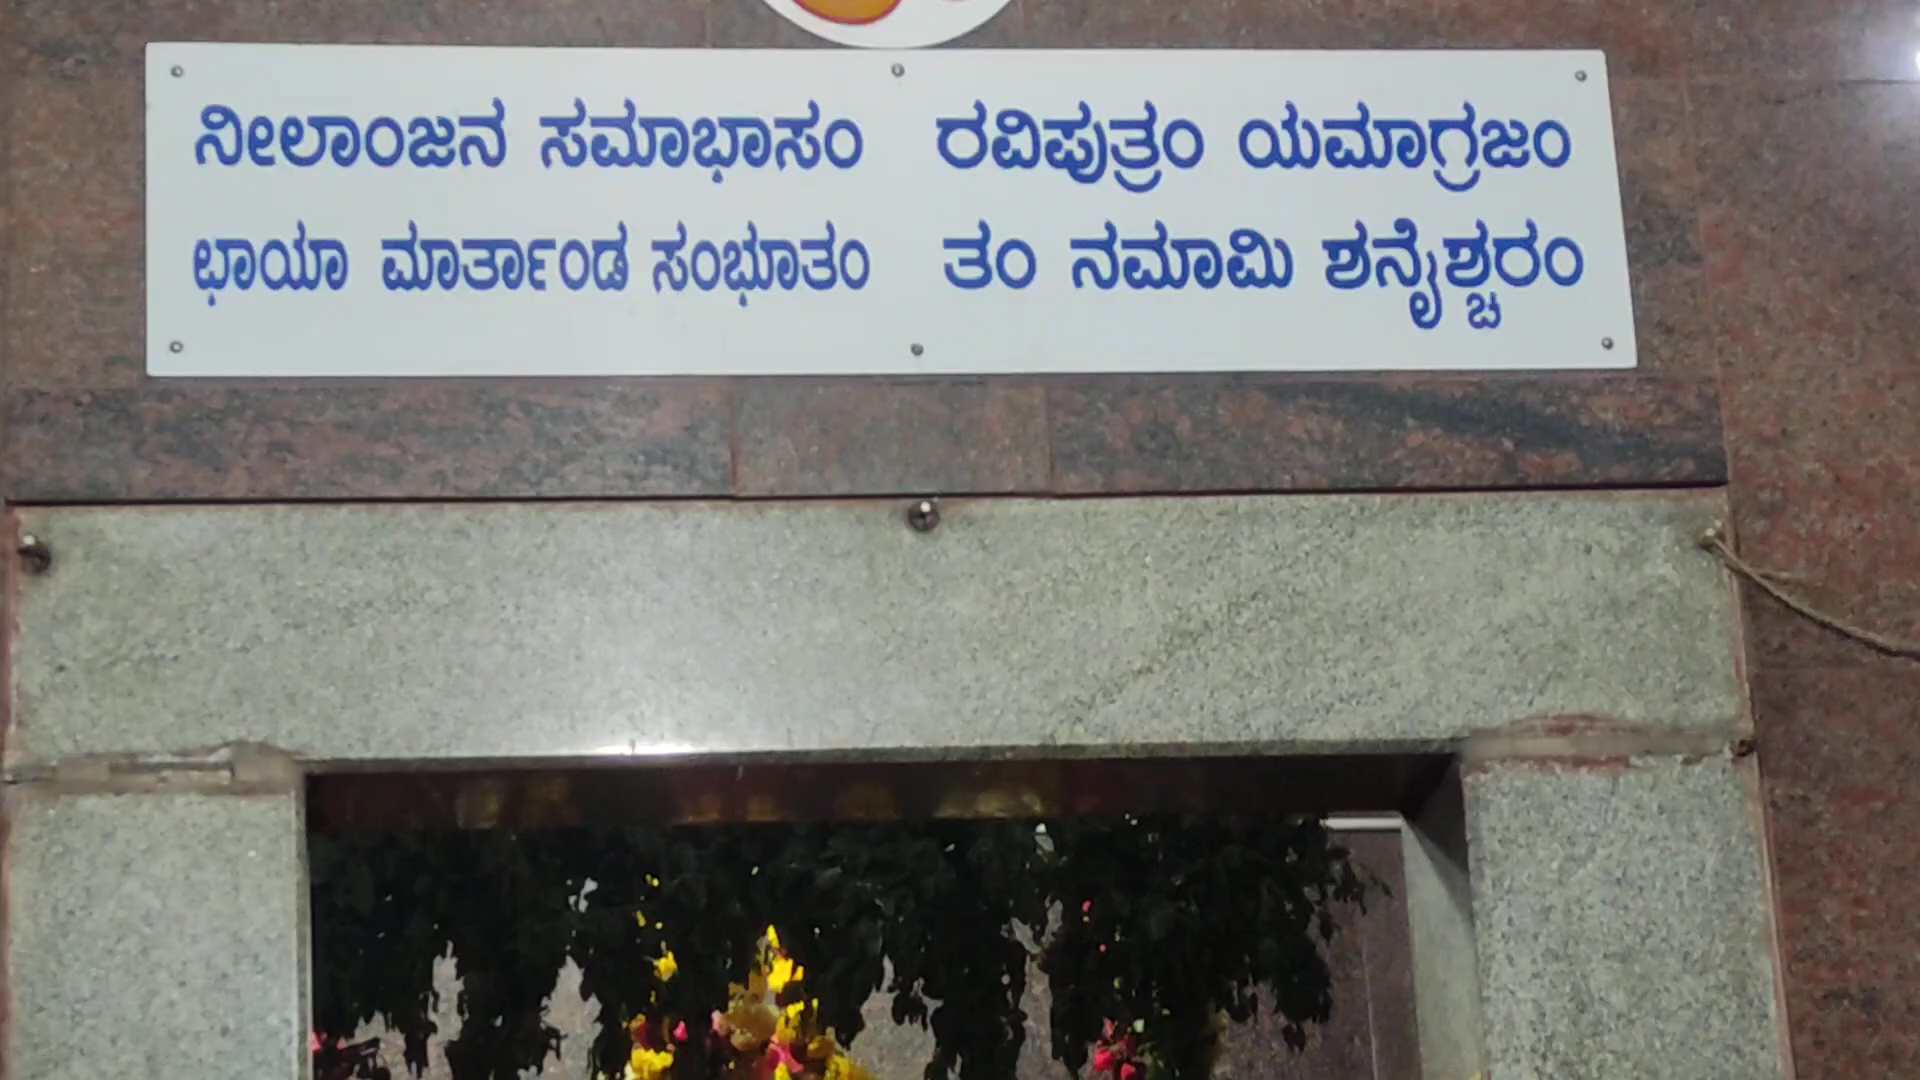 ನೀಲಾಂಜನ ಸಮಾಭಾಸಂ ರವಿಪುತ್ರಂ ಯಮಾಗ್ರಜಂ
ಛಾಯಾ ಮಾರ್ತಾಂಡ ಸಂಭೂತಂ ತಂ ನಮಾಮಿ ಶನೈಶ್ಚರಂ